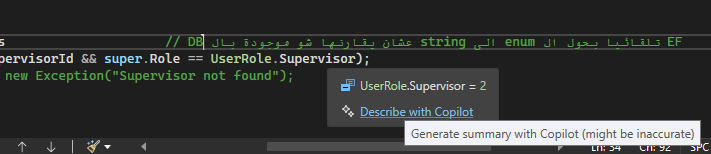 s // DB عشان يقارنها شو موجودة بال string الى enum تلقائيا بحول ال EF
pervisorId && super.Role == UserRole.Supervisor);
new Exception("Supervisor not found");
UserRole.Supervisor = 2
Describe with Copilot
Generate summary with Copilot (might be inaccurate)
Ln: 54 Ch: 92 SPC